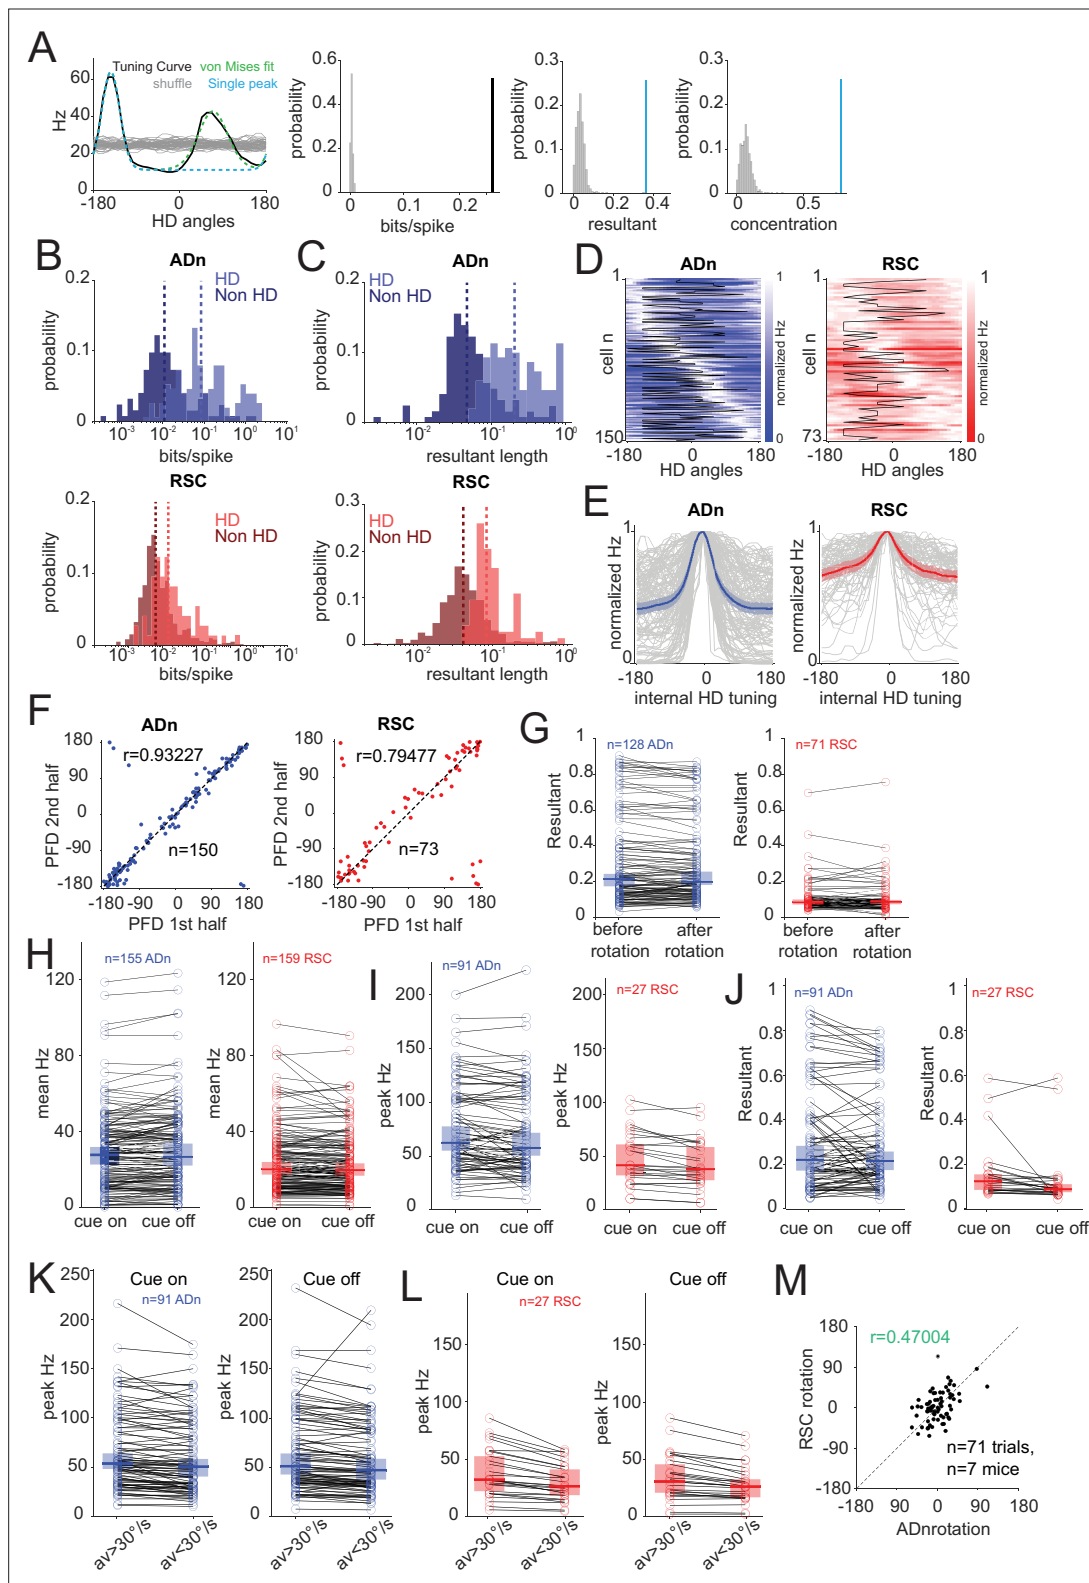 A
Tuning Curve
von Mises fit
shuffle
Single peak
Hz
60
40
20
0
-180
0
180
HD angles
probability
0.6
0.4
0.2
0
0
0.2
bits/spike
probability
0.3
0.2
0.1
0
0
0.2
0.4
resultant
probability
0.3
0.2
0.1
0
0
0.5
concentration
B
ADn
HD
Non HD
probability
0.2
0.1
0
10-3
10-2
10-1
100
101
bits/spike
RSC
HD
Non HD
probability
0.2
0.1
0
10-3
10-2
10-1
100
101
bits/spike
C
ADn
HD
Non HD
probability
0.2
0.1
0
10-2
10-1
100
resultant length
RSC
HD
Non HD
probability
0.3
0.2
0.1
0
10-2
10-1
100
resultant length
D
ADn
cell n
1
150
-180
0
180
HD angles
1
0
normalized Hz
RSC
cell n
1
73
-180
0
180
HD angles
1
0
normalized Hz
E
ADn
normalized Hz
1
0
-180
0
180
internal HD tuning
RSC
normalized Hz
1
0
-180
0
180
internal HD tuning
F
ADn
r=0.93227
n=150
PFD 2nd half
180
90
0
-90
-180
-180
-90
0
90
180
PFD 1st half
RSC
r=0.79477
n=73
PFD 2nd half
180
90
0
-90
-180
-180
-90
0
90
180
PFD 1st half
G
n=128 ADn
Resultant
1
0.8
0.6
0.4
0.2
0
before rotation
after rotation
n=71 RSC
Resultant
1
0.8
0.6
0.4
0.2
0
before rotation
after rotation
H
n=155 ADn
mean Hz
120
80
40
0
cue on
cue off
n=159 RSC
mean Hz
120
80
40
0
cue on
cue off
I
n=91 ADn
peak Hz
200
150
100
50
0
cue on
cue off
n=27 RSC
peak Hz
200
150
100
50
0
cue on
cue off
J
n=91 ADn
Resultant
1
0.8
0.6
0.4
0.2
0
cue on
cue off
n=27 RSC
Resultant
1
0.8
0.6
0.4
0.2
0
cue on
cue off
K
Cue on
n=91 ADn
peak Hz
250
200
150
100
50
0
av>30°/s
av<30°/s
Cue off
peak Hz
250
200
150
100
50
0
av>30°/s
av<30°/s
L
Cue on
n=27 RSC
peak Hz
150
100
50
0
av>30°/s
av<30°/s
Cue off
peak Hz
150
100
50
0
av>30°/s
av<30°/s
M
r=0.47004
n=71 trials,
n=7 mice
RSC rotation
180
90
0
-90
-180
-180
90
0
90
180
ADnrotation